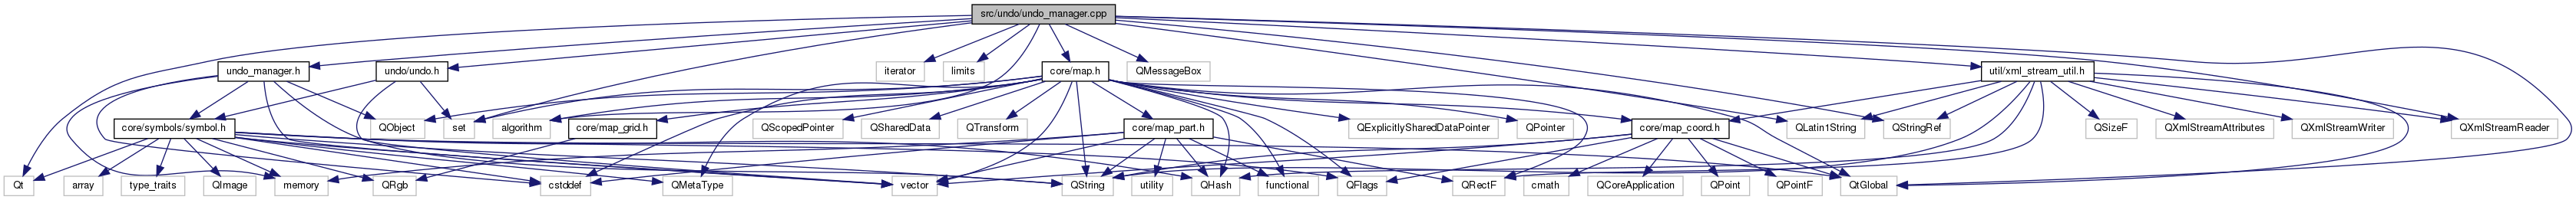 src/undo/undo_manager.cpp
undo_manager.h
undo/undo.h
iterator
limits
core/map.h
QMessageBox
util/xml_stream_util.h
core/symbols/symbol.h
QObject
set
algorithm
QScopedPointer
core/map_grid.h
QSharedData
QTransform
core/map_part.h
QExplicitlySharedDataPointer
QPointer
core/map_coord.h
QLatin1String
QStringRef
QSizeF
QXmlStreamAttributes
QXmlStreamWriter
QXmlStreamReader
Qt
array
type_traits
QImage
memory
QRgb
cstddef
QMetaType
vector
QString
utility
QHash
functional
QFlags
QRectF
cmath
QCoreApplication
QPoint
QPointF
QtGlobal